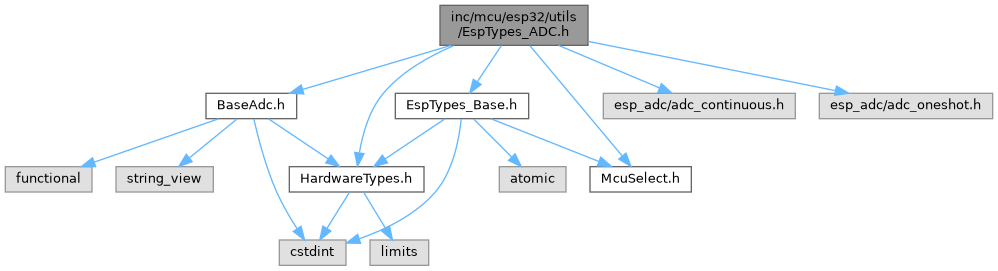 inc/mcu/esp32/utils
/EspTypes_ADC.h
BaseAdc.h
EspTypes_Base.h
esp_adc/adc_continuous.h
esp_adc/adc_oneshot.h
functional
string_view
HardwareTypes.h
atomic
McuSelect.h
cstdint
limits